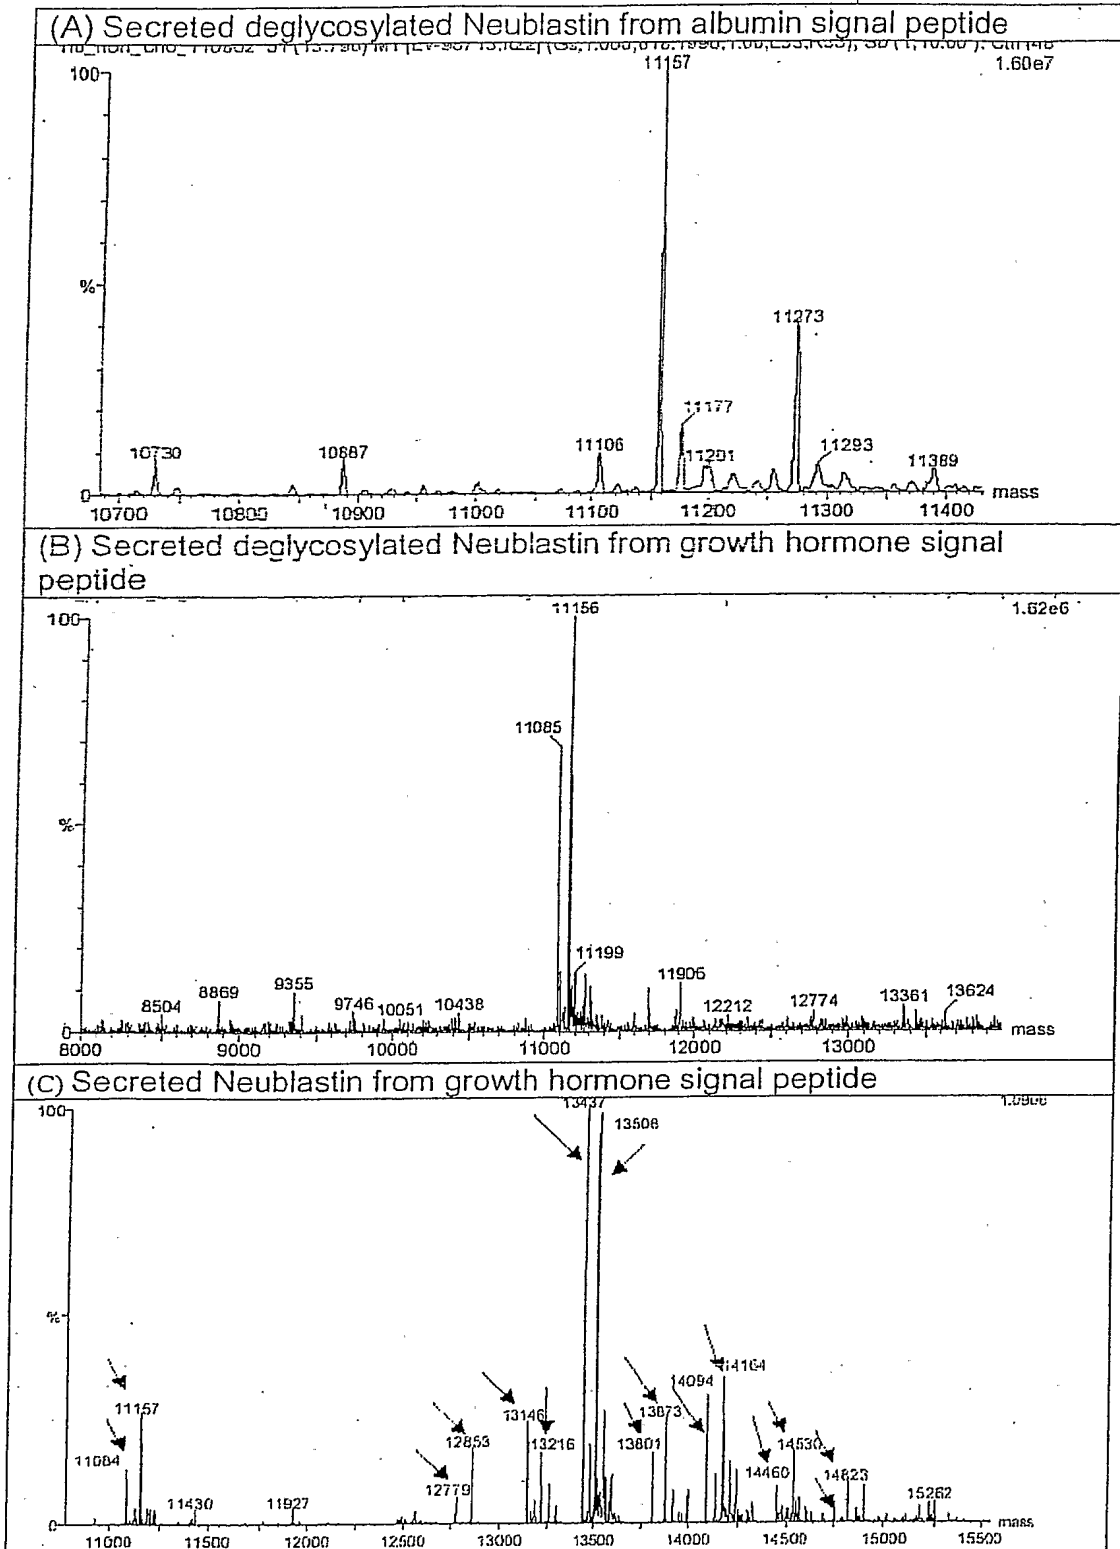 (A) Secreted deglycosylated Neublastin from albumin signal peptide
11157 1.60e7
100
%
11273
11177
10730 10887 11106 11201 11293 11389
0 mass
10700 10800 10900 11000 11100 11200 11300 11400
(B) Secreted deglycosylated Neublastin from growth hormone signal
peptide
11156 1.62e6
100
11085
%
11199
8504 8869 9355 9746 10051 10438 11906 12212 12774 13361 13624
0 mass
8000 9000 10000 11000 12000 13000
(C) Secreted Neublastin from growth hormone signal peptide
13437
100 13508
%
14164
14094
11157 13146 13873
11084 12853 13216 13801 14530
12779 14460 14823
11430 11927 15262
0 mass
11000 11500 12000 12500 13000 13500 14000 14500 15000 15500